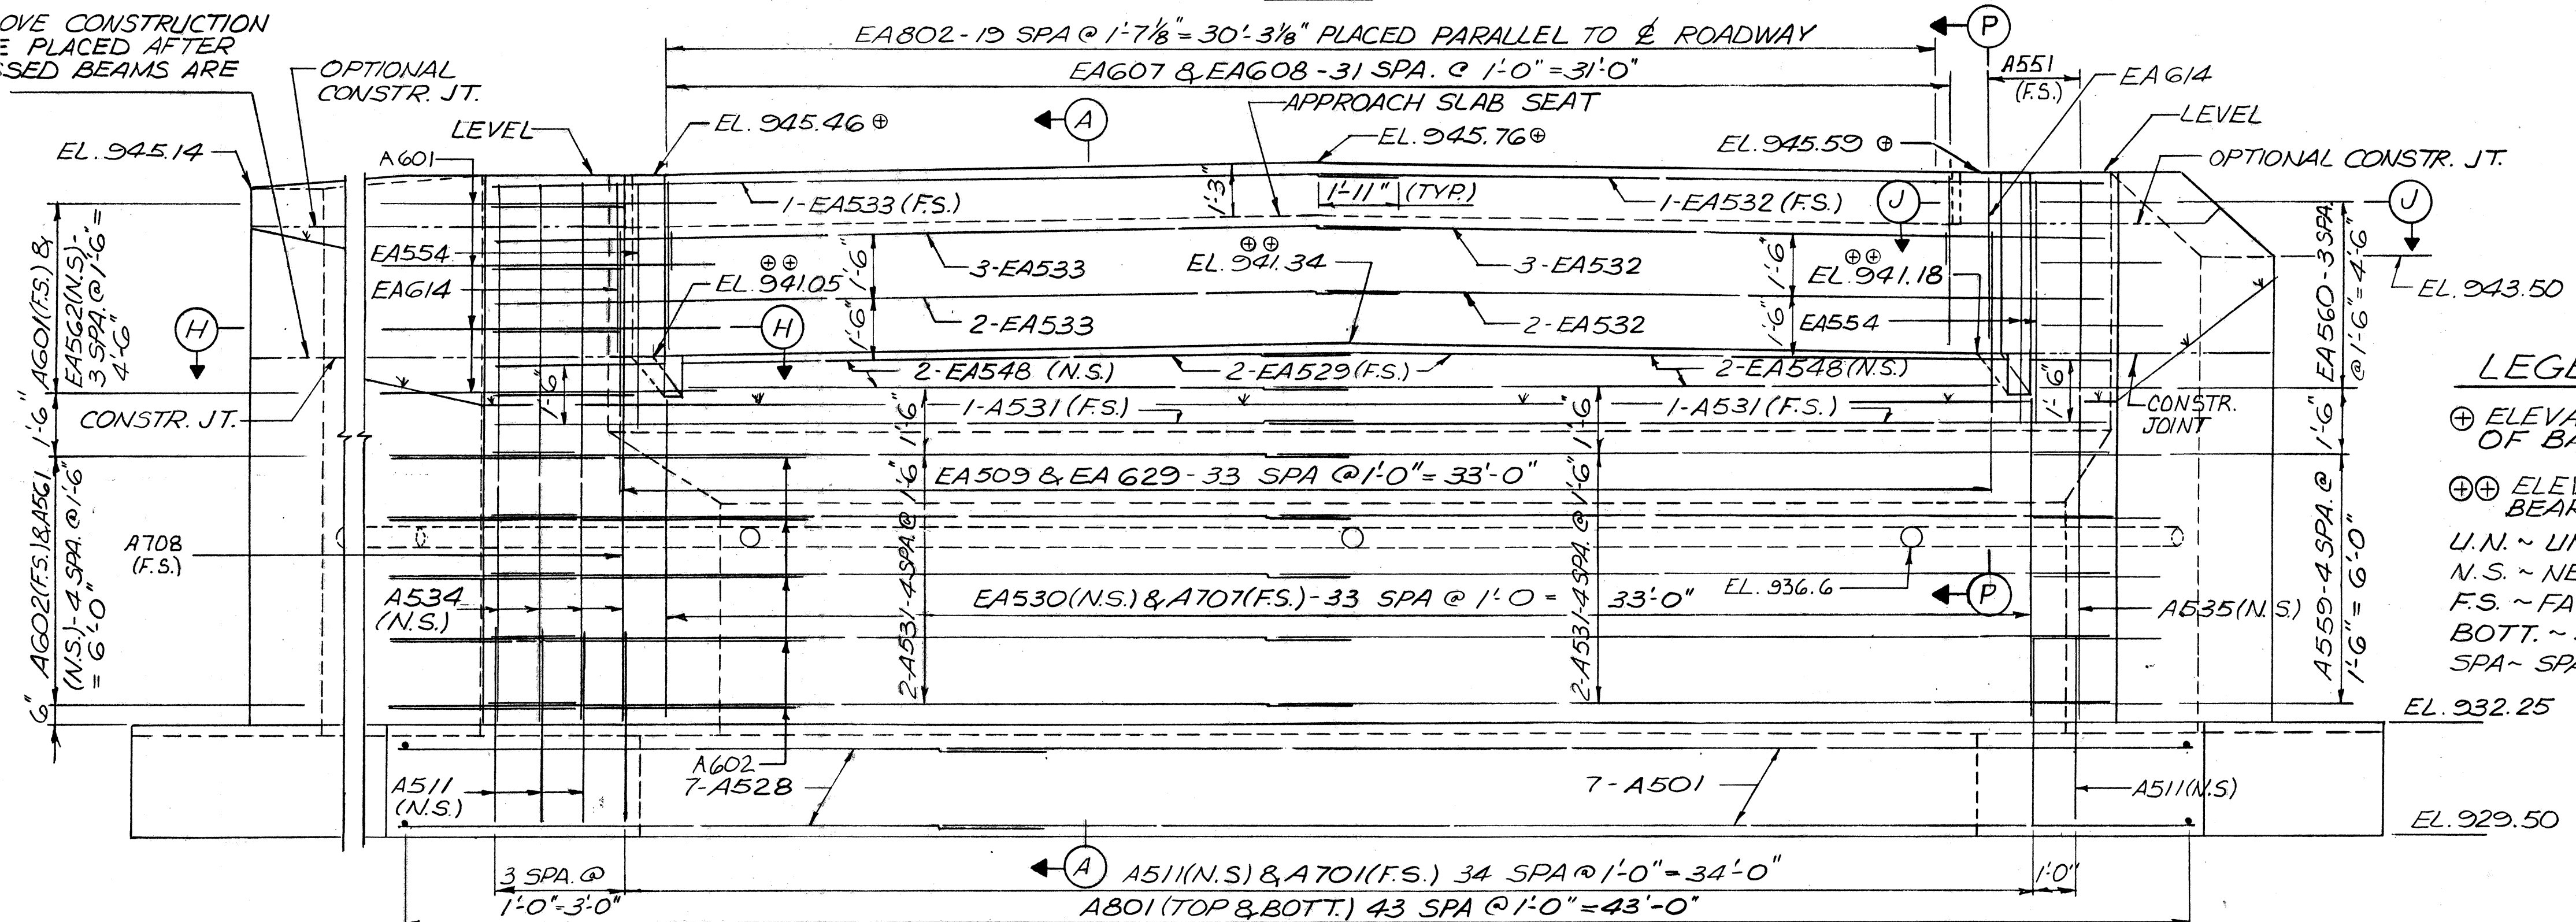 OVE CONSTRUCTION
E PLACED AFTER
SSED BEAMS ARE
OPTIONAL
CONSTR. JT.
EA802-19 SPA @ 1'-7⅛" = 30'-3⅛" PLACED PARALLEL TO ℄ ROADWAY
P
EA607 & EA608-31 SPA. @ 1'-0" = 31'-0"
A551
(F.S.)
EA614
LEVEL
EL. 945.46 ⊕
A
APPROACH SLAB SEAT
EL. 945.76 ⊕
EL. 945.59 ⊕
LEVEL
EL. 945.14
A601
OPTIONAL CONSTR. JT.
1-EA533 (F.S.)
1'-3"
1'-11" (TYP.)
1-EA532 (F.S.)
J
J
EA554
EA614
⊕⊕
EL. 941.05
1'-6"
1'-6"
3-EA533
⊕⊕
EL. 941.34
3-EA532
1'-6"
1'-6"
⊕⊕
EL. 941.18
EL. 943.50
H
H
2-EA533
2-EA532
EA554
A601 (F.S.) &
EA562 (N.S)-
3 SPA. @ 1'-6" =
4'-6"
EA560-3 SPA.
@ 1'-6" = 4'-6"
2-EA548 (N.S.)
2-EA529 (F.S.)
2-EA548 (N.S.)
LEGE
1'-6"
1'-6"
CONSTR. JT.
1-A531 (F.S.)
1'-6"
1'-6"
1-A531 (F.S.)
1'-6"
CONSTR.
JOINT
1'-6"
⊕ ELEVA
OF BA
EA509 & EA 629-33 SPA @ 1'-0" = 33'-0"
⊕⊕ ELEV
BEAR
6" A602 (F.S.) & A561
(N.S.)-4 SPA. @ 1'-6"
= 6'-0"
A708
(F.S.)
2-A531-4 SPA. @ 1'-6"
2-A531-4 SPA. @ 1'-6"
A559-4 SPA. @
1'-6" = 6'-0"
U.N. ~ UN
N.S. ~ NE
F.S. ~ FA
BOTT. ~
SPA ~ SPA
A534
(N.S.)
EA530 (N.S.) & A707 (F.S.)-33 SPA @ 1'-0 = 33'-0"
EL. 936.6
P
A535 (N.S.)
EL. 932.25
A602
A511
(N.S.)
7-A528
7-A501
A511 (N.S)
EL. 929.50
3 SPA. @
1'-0" = 3'-0"
A
A511 (N.S) & A701 (F.S.) 34 SPA @ 1'-0" = 34'-0"
1'-0"
A801 (TOP & BOTT.) 43 SPA @ 1'-0" = 43'-0"